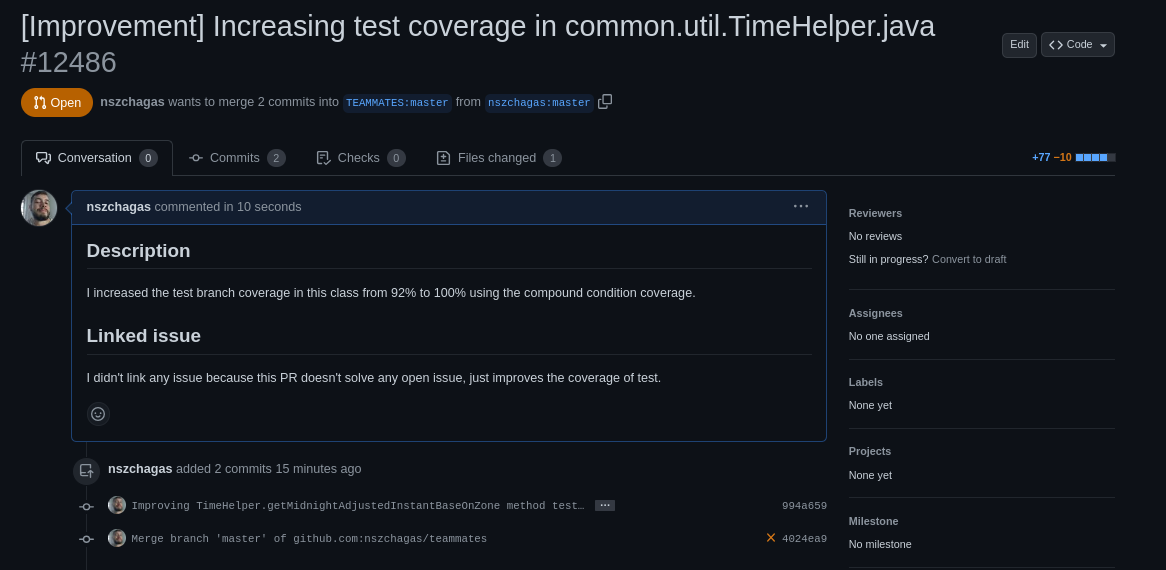 [Improvement] Increasing test coverage in common.util.TimeHelper.java
#12486
Edit
Code
Open
nszchagas wants to merge 2 commits into TEAMMATES:master from nszchagas:master
Conversation 0
Commits 2
Checks 0
Files changed 1
+77 −10
nszchagas commented in 10 seconds
Description
I increased the test branch coverage in this class from 92% to 100% using the compound condition coverage.
Linked issue
I didn't link any issue because this PR doesn't solve any open issue, just improves the coverage of test.
nszchagas added 2 commits 15 minutes ago
Improving TimeHelper.getMidnightAdjustedInstantBaseOnZone method test… 994a659
Merge branch 'master' of github.com:nszchagas/teammates 4024ea9
Reviewers
No reviews
Still in progress? Convert to draft
Assignees
No one assigned
Labels
None yet
Projects
None yet
Milestone
No milestone